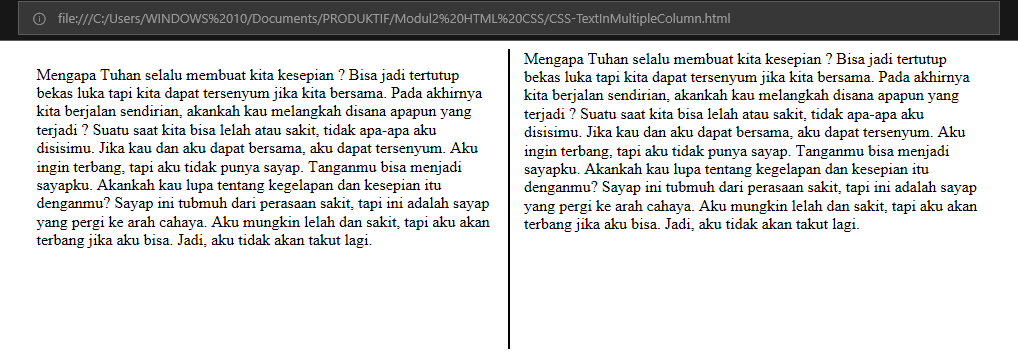 file:///C:/Users/WINDOWS%2010/Documents/PRODUKTIF/Modul2%20HTML%20CSS/CSS-TextInMultipleColumn.html
Mengapa Tuhan selalu membuat kita kesepian ? Bisa jadi tertutup
bekas luka tapi kita dapat tersenyum jika kita bersama. Pada akhirnya
kita berjalan sendirian, akankah kau melangkah disana apapun yang
terjadi ? Suatu saat kita bisa lelah atau sakit, tidak apa-apa aku
disisimu. Jika kau dan aku dapat bersama, aku dapat tersenyum. Aku
ingin terbang, tapi aku tidak punya sayap. Tanganmu bisa menjadi
sayapku. Akankah kau lupa tentang kegelapan dan kesepian itu
denganmu? Sayap ini tubmuh dari perasaan sakit, tapi ini adalah sayap
yang pergi ke arah cahaya. Aku mungkin lelah dan sakit, tapi aku akan
terbang jika aku bisa. Jadi, aku tidak akan takut lagi.
Mengapa Tuhan selalu membuat kita kesepian ? Bisa jadi tertutup
bekas luka tapi kita dapat tersenyum jika kita bersama. Pada akhirnya
kita berjalan sendirian, akankah kau melangkah disana apapun yang
terjadi ? Suatu saat kita bisa lelah atau sakit, tidak apa-apa aku
disisimu. Jika kau dan aku dapat bersama, aku dapat tersenyum. Aku
ingin terbang, tapi aku tidak punya sayap. Tanganmu bisa menjadi
sayapku. Akankah kau lupa tentang kegelapan dan kesepian itu
denganmu? Sayap ini tubmuh dari perasaan sakit, tapi ini adalah sayap
yang pergi ke arah cahaya. Aku mungkin lelah dan sakit, tapi aku akan
terbang jika aku bisa. Jadi, aku tidak akan takut lagi.